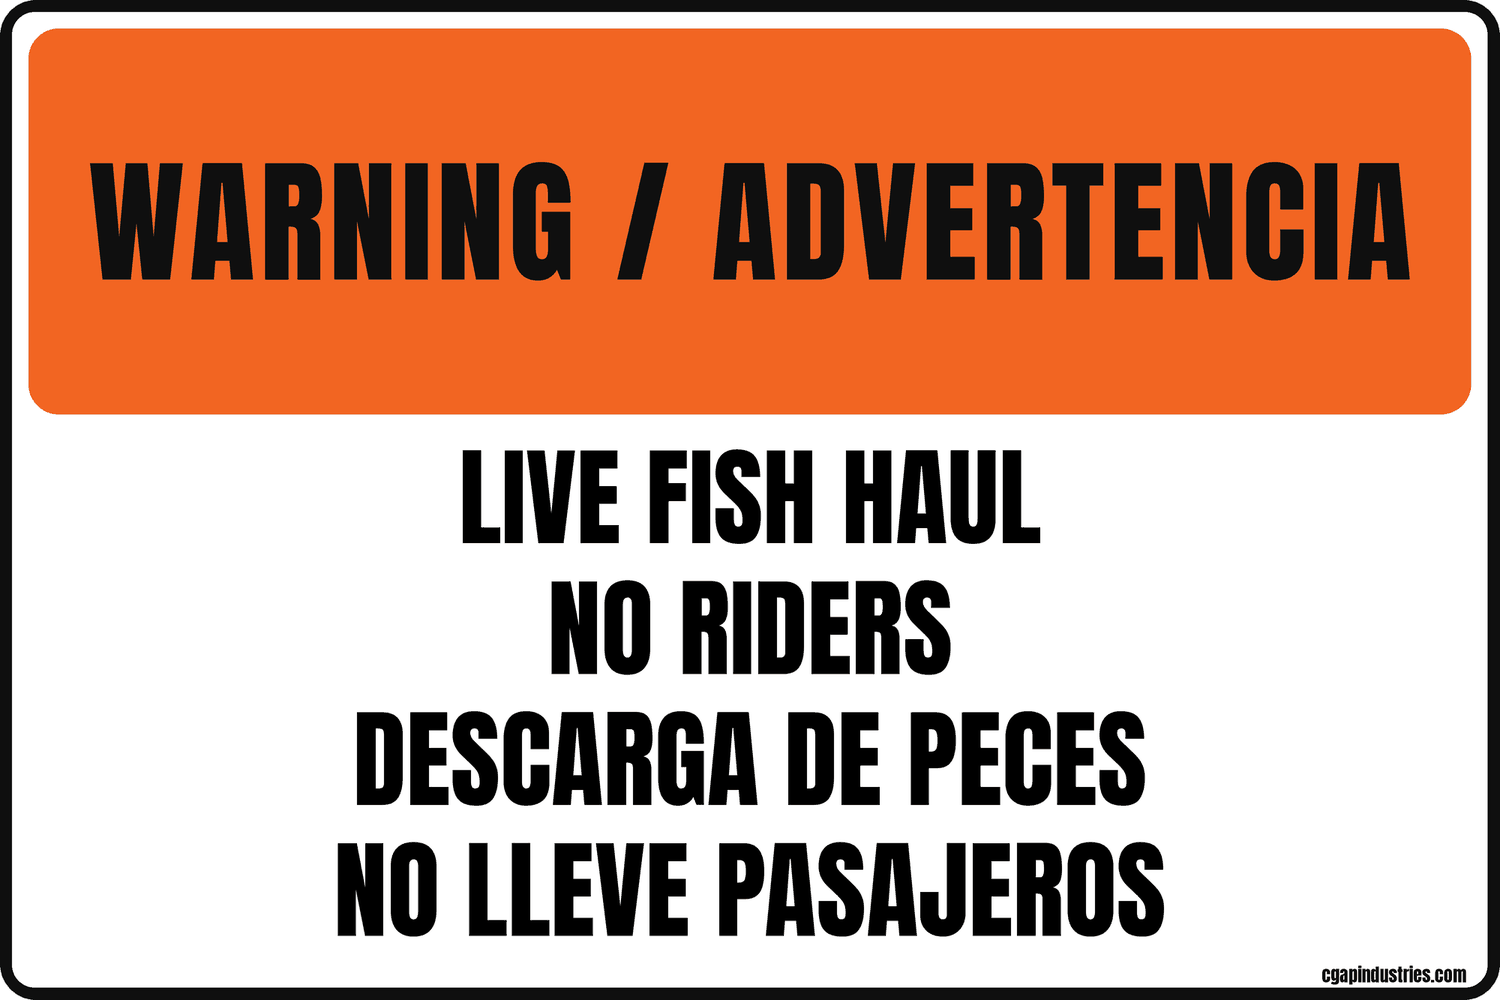 WARNING / ADVERTENCIA
LIVE FISH HAUL
NO RIDERS
DESCARGA DE PECES
NO LLEVE PASAJEROS
cgapindustries.com